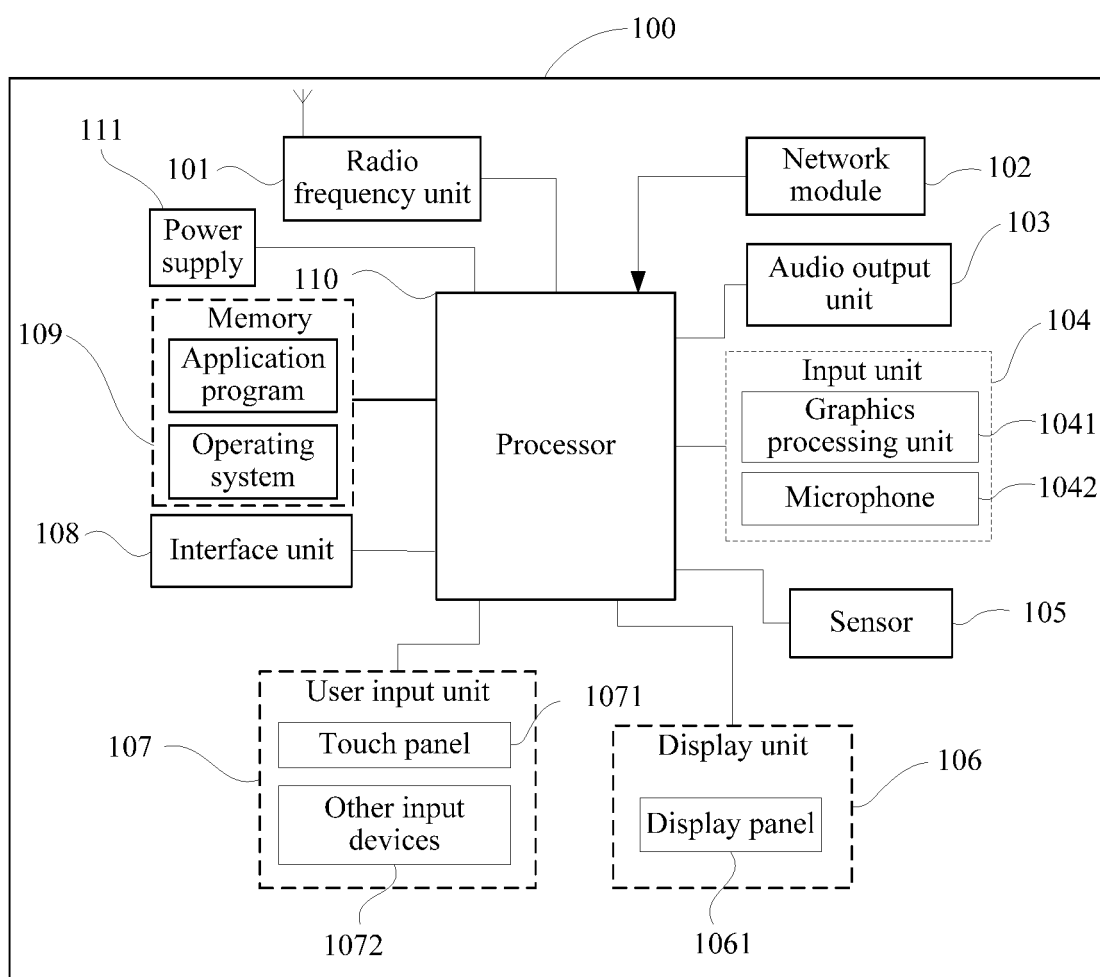 100
111
101
Radio
frequency unit
Network
module
102
Power
supply
110
103
Audio output
unit
109
Memory
Application
program
Operating
system
Processor
104
Input unit
Graphics
processing unit
1041
Microphone
1042
108
Interface unit
Sensor
105
107
User input unit
1071
Touch panel
Other input
devices
1072
Display unit
106
Display panel
1061